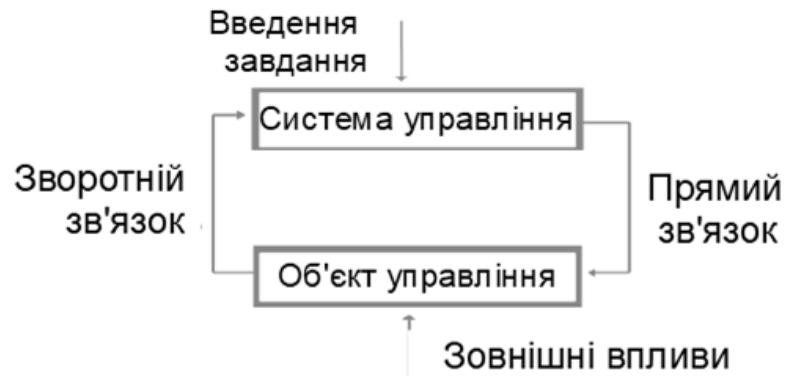 Введення
завдання
Система управління
Зворотній
зв'язок
Прямий
зв'язок
Об'єкт управління
Зовнішні впливи